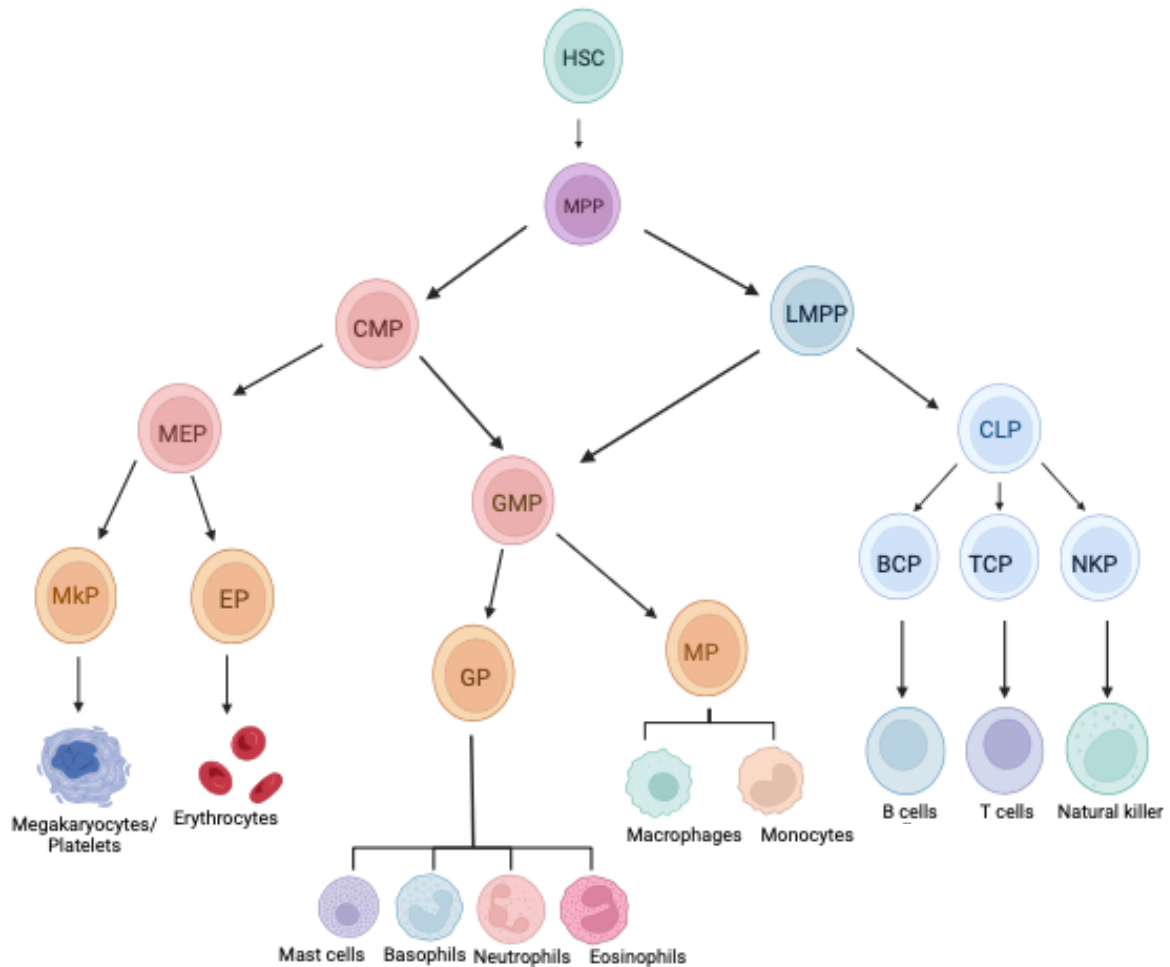 HSC
MPP
CMP
LMPP
MEP
CLP
GMP
BCP
TCP
NKP
MkP
EP
GP
MP
Megakaryocytes/
Platelets
Erythrocytes
Macrophages
Monocytes
B cells
T cells
Natural killer
Mast cells
Basophils
Neutrophils
Eosinophils